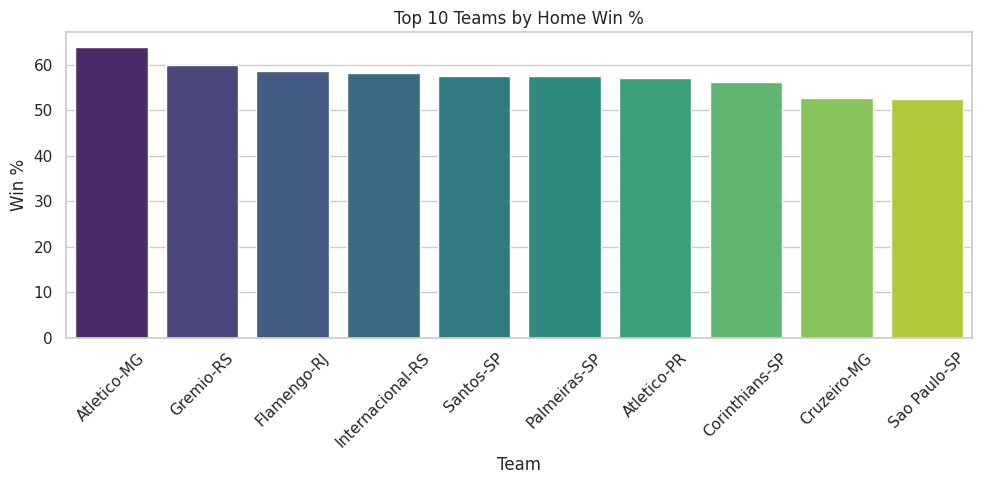 Top 10 Teams by Home Win %
Win %
60
50
40
30
20
10
0
Atletico-MG
Gremio-RS
Flamengo-RJ
Internacional-RS
Santos-SP
Palmeiras-SP
Atletico-PR
Corinthians-SP
Cruzeiro-MG
Sao Paulo-SP
Team